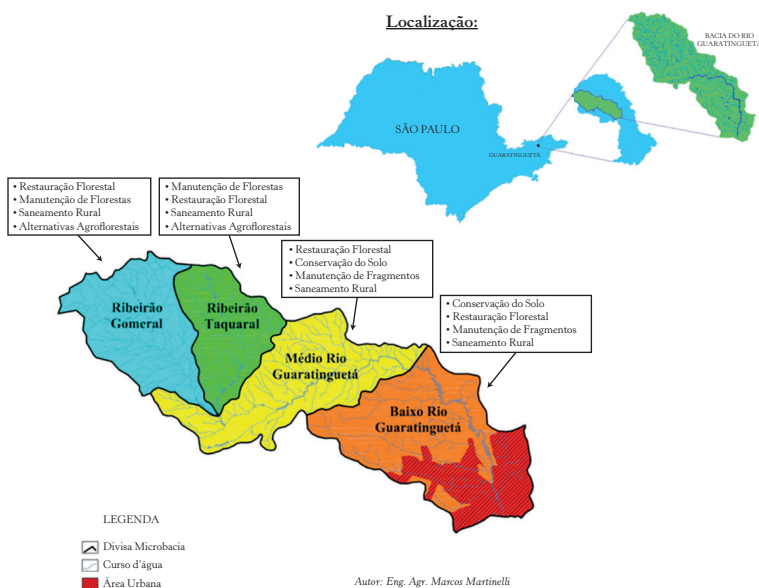 Localização:
BACIA DO RIO
GUARATINGUETÁ
SÃO PAULO
GUARATINGUETÁ
• Restauração Florestal
• Manutenção de Florestas
• Saneamento Rural
• Alternativas Agroflorestais
• Manutenção de Florestas
• Restauração Florestal
• Saneamento Rural
• Alternativas Agroflorestais
• Restauração Florestal
• Conservação do Solo
• Manutenção de Fragmentos
• Saneamento Rural
• Conservação do Solo
• Restauração Florestal
• Manutenção de Fragmentos
• Saneamento Rural
Ribeirão
Gomeral
Ribeirão
Taquaral
Médio Rio
Guaratinguetá
Baixo Rio
Guaratinguetá
LEGENDA
Divisa Microbacia
Curso d'água
Área Urbana
Autor: Eng. Agr. Marcos Martinelli